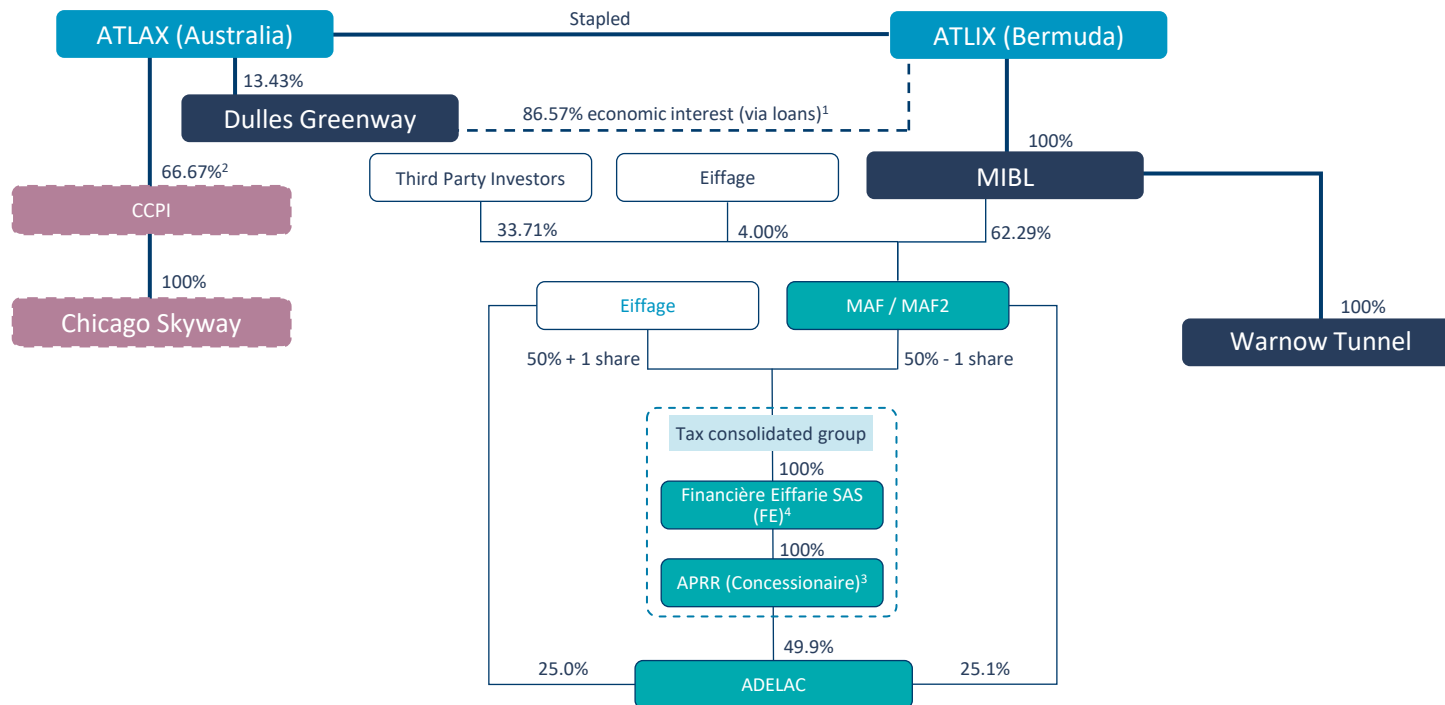 Stapled
ATLAX (Australia)
ATLIX (Bermuda)
13.43%
Dulles Greenway
86.57% economic interest (via loans)¹
100%
66.67%²
Third Party Investors
Eiffage
MIBL
CCPI
33.71%
4.00%
62.29%
100%
Eiffage
MAF / MAF2
100%
Chicago Skyway
Warnow Tunnel
50% + 1 share
50% - 1 share
Tax consolidated group
100%
Financière Eiffarie SAS
(FE)⁴
100%
APRR (Concessionaire)³
49.9%
25.0%
25.1%
ADELAC